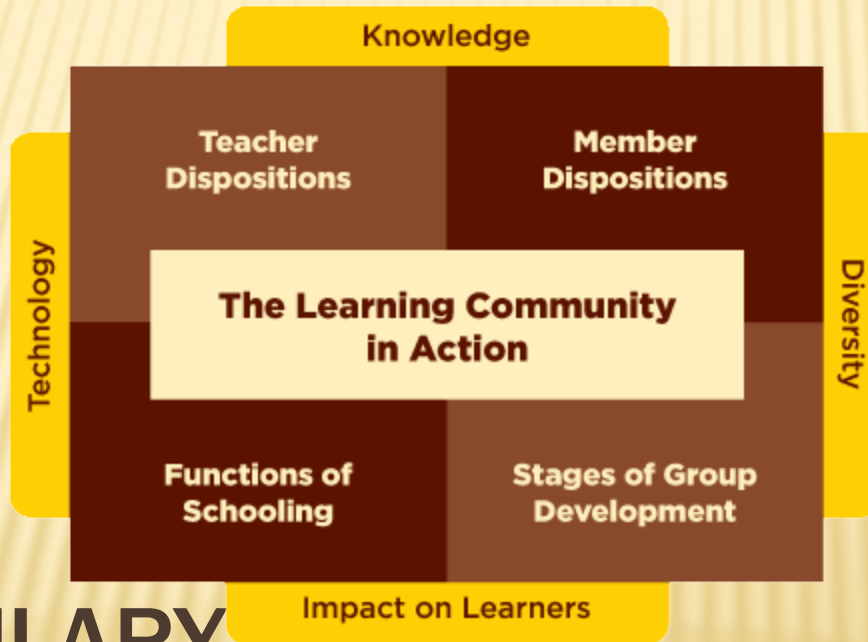 Knowledge
Teacher
Dispositions
Member
Dispositions
Technology
The Learning Community
in Action
Diversity
Functions of
Schooling
Stages of Group
Development
Impact on Learners